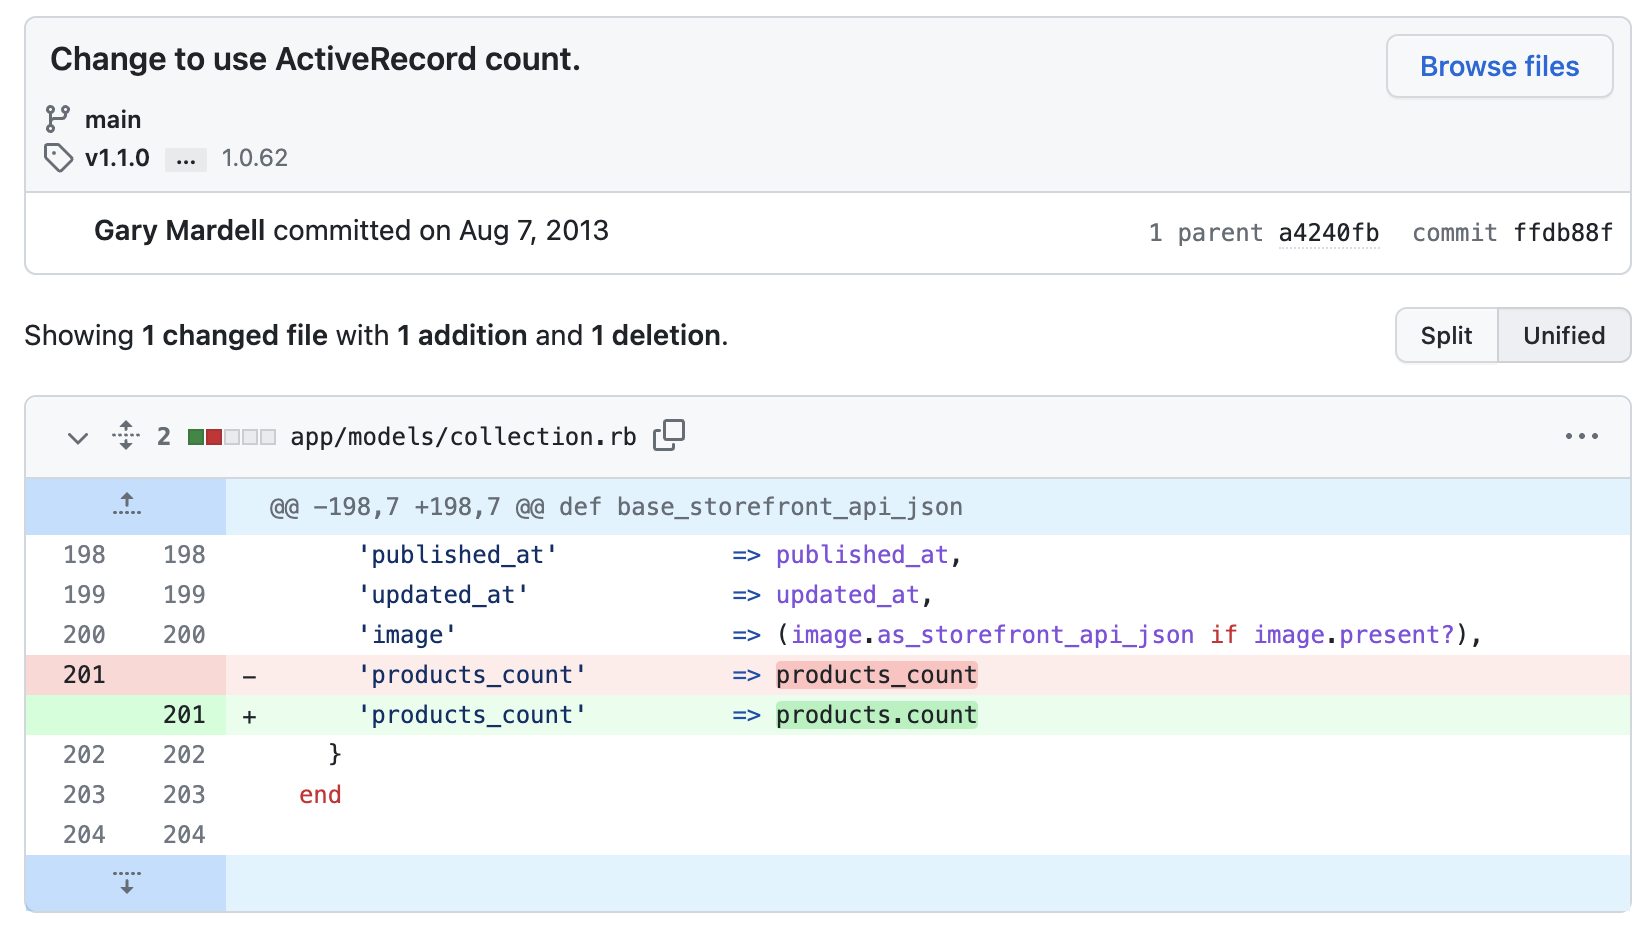 Change to use ActiveRecord count.
Browse files
main
v1.1.0 ... 1.0.62
Gary Mardell committed on Aug 7, 2013 1 parent a4240fb commit ffdb88f
Showing 1 changed file with 1 addition and 1 deletion.
Split Unified
2 app/models/collection.rb
@@ -198,7 +198,7 @@ def base_storefront_api_json
198 198 'published_at' => published_at,
199 199 'updated_at' => updated_at,
200 200 'image' => (image.as_storefront_api_json if image.present?),
201 - 'products_count' => products_count
201 + 'products_count' => products.count
202 202 }
203 203 end
204 204